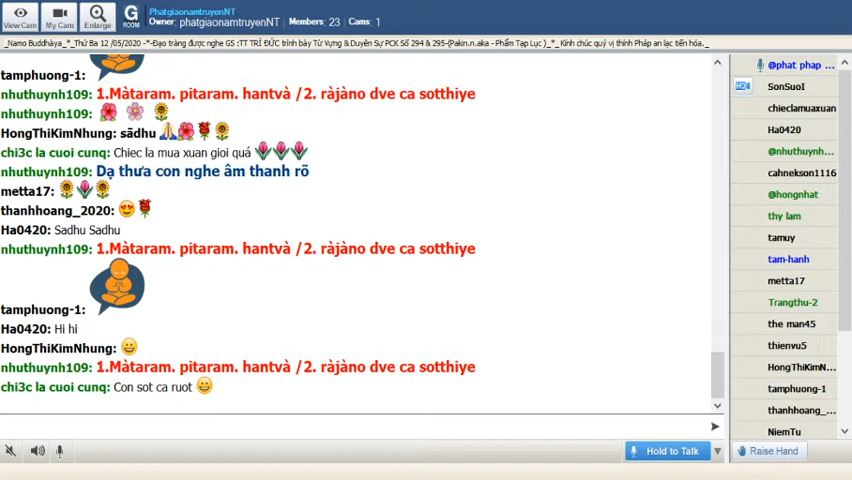 View Cam
My Cam
Enlarge
G ROOM
PhatgiaonamtruyenNT
Owner: phatgiaonamtruyenNT Members: 23 Cams: 1
_Namo Buddhàya_*_Thứ Ba 12 /05/2020 -*-Đạo tràng được nghe GS :TT TRÍ ĐỨC trình bày Từ Vựng & Duyên Sự PCK Số 294 & 295-(Pakin.n.aka - Phẩm Tạp Lục )_*_ Kính chúc quý vị thính Pháp an lạc tiến hóa._
tamphuong-1:
nhuthuynh109: 1.Màtaram. pitaram. hantvà /2. ràjàno dve ca sotthiye
nhuthuynh109:
HongThiKimNhung: sādhu
chi3c la cuoi cunq: Chiec la mua xuan gioi quá
nhuthuynh109: Dạ thưa con nghe âm thanh rõ
metta17:
thanhhoang_2020:
Ha0420: Sadhu Sadhu
nhuthuynh109: 1.Màtaram. pitaram. hantvà /2. ràjàno dve ca sotthiye
tamphuong-1:
Ha0420: Hi hi
HongThiKimNhung:
nhuthuynh109: 1.Màtaram. pitaram. hantvà /2. ràjàno dve ca sotthiye
chi3c la cuoi cunq: Con sot ca ruot
@phat phap ...
SonSuoI
chieclamuaxuan
Ha0420
@nhuthuynh...
cahnekson1116
@hongnhat
thy lam
tamuy
tam-hanh
metta17
Trangthu-2
the man45
thienvu5
HongThiKimN...
tamphuong-1
thanhhoang_...
NiemTu
Hold to Talk
Raise Hand